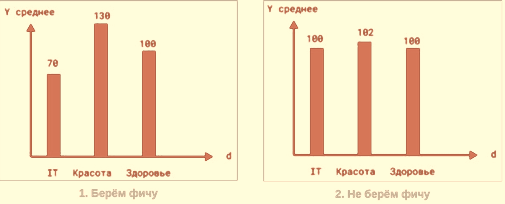 Y среднее
130
100
70
d
IT Красота Здоровье
1. Берём фичу
Y среднее
100
102
100
d
IT Красота Здоровье
2. Не берём фичу